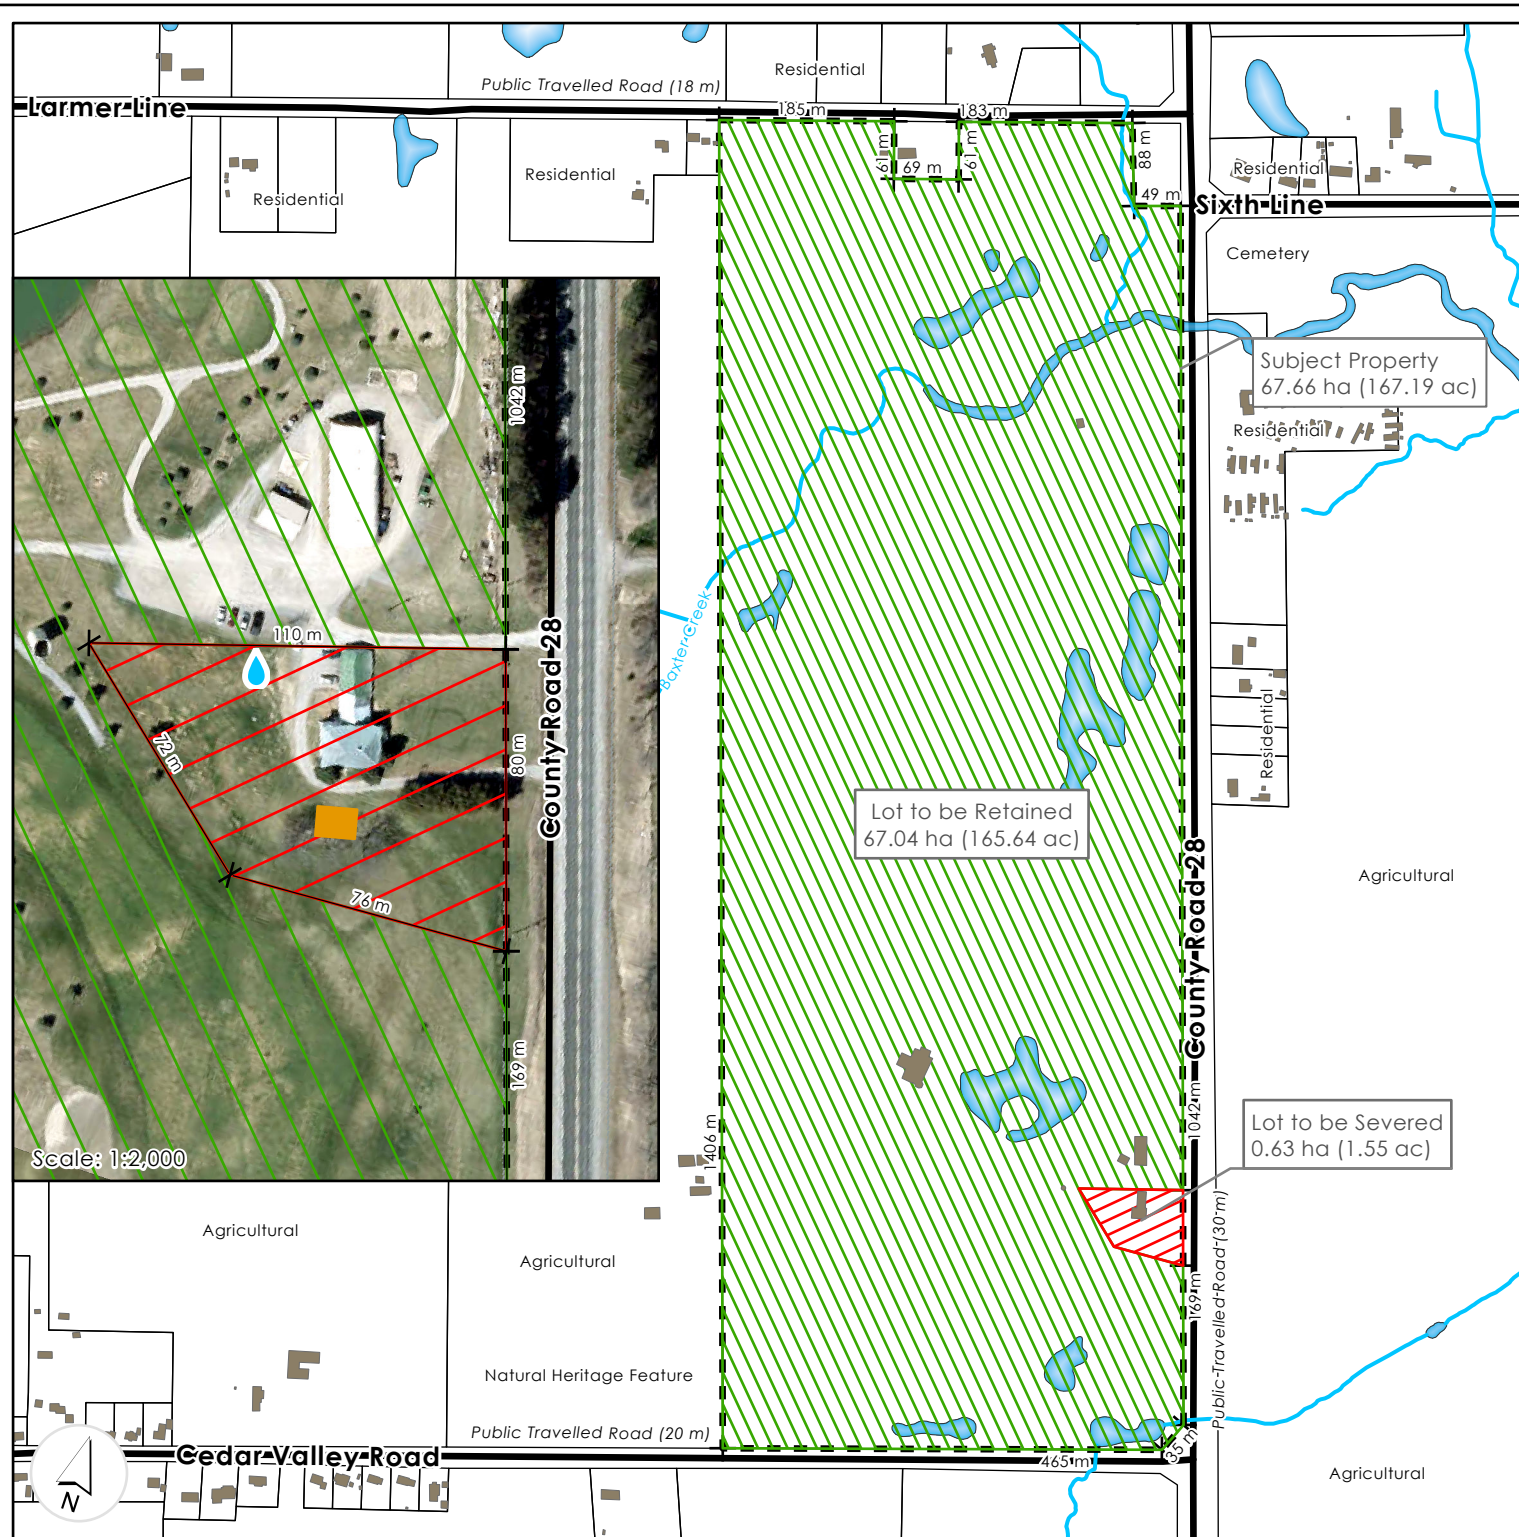 Residential
Public Travelled Road (18 m)
Larmer Line
185 m
183 m
61 m
69 m
61 m
88 m
49 m
Residential
Residential
Residential
Sixth Line
Cemetery
Subject Property
67.66 ha (167.19 ac)
Residential
1042 m
110 m
72 m
80 m
76 m
169 m
County Road 28
Scale: 1:2,000
Baxter Creek
Residential
Lot to be Retained
67.04 ha (165.64 ac)
County Road 28
Agricultural
1042 m
1406 m
Lot to be Severed
0.63 ha (1.55 ac)
Public Travelled Road (30 m)
169 m
Agricultural
Agricultural
Natural Heritage Feature
Public Travelled Road (20 m)
Cedar Valley Road
465 m
35 m
Agricultural
N